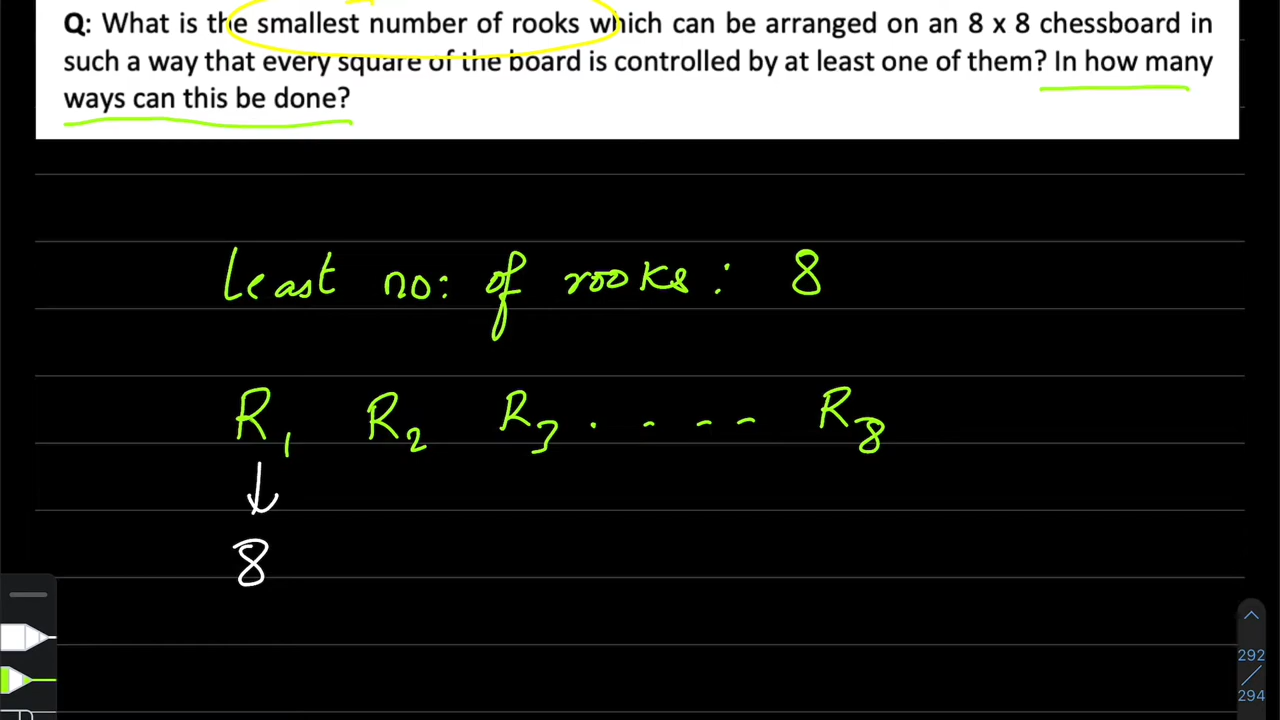 Q: What is the smallest number of rooks which can be arranged on an 8 x 8 chessboard in
such a way that every square of the board is controlled by at least one of them? In how many
ways can this be done?
Least no: of rooks: 8
R₁ R₂ R₃ . . - - R₈
↓
8
292
/
294